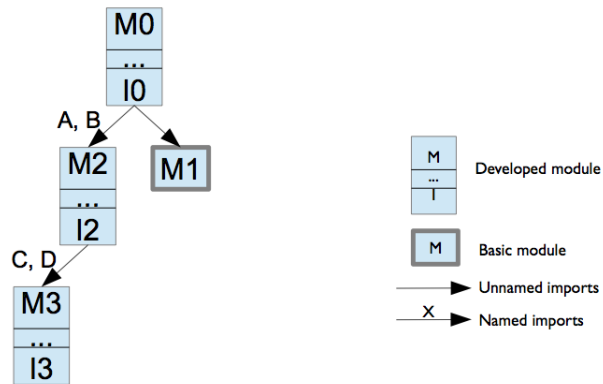 M0
...
I0
A, B
M2
...
I2
M1
C, D
M3
...
I3
M
...
I
Developed module
M
Basic module
Unnamed imports
X
Named imports